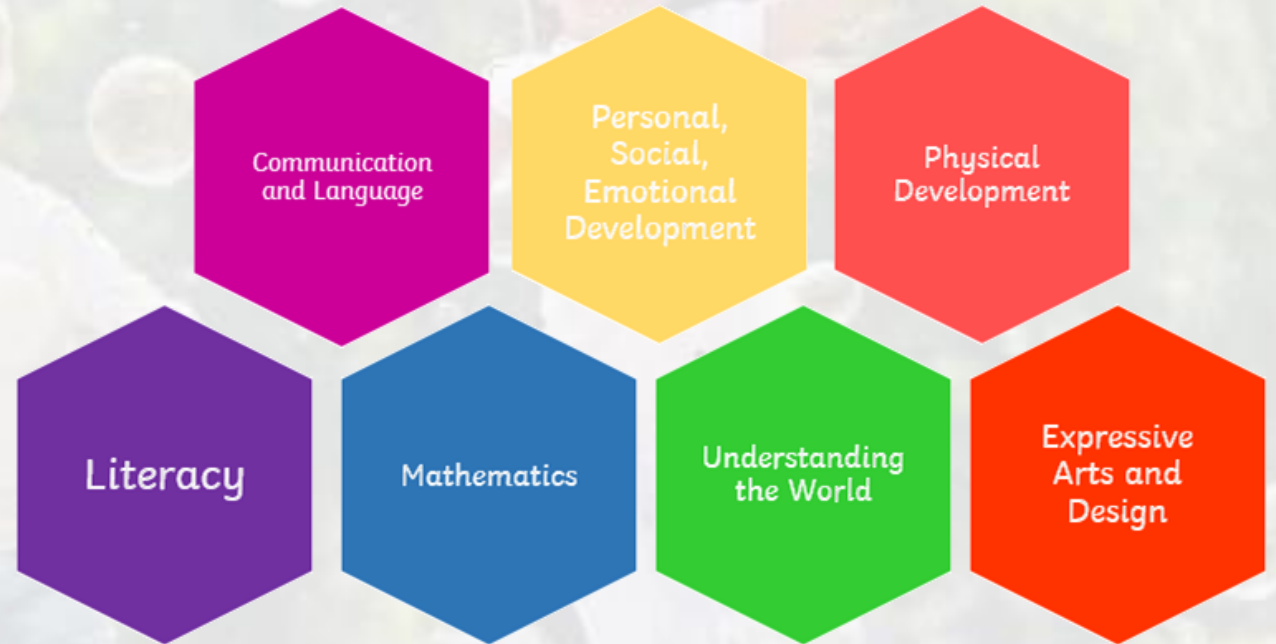 Communication
and Language
Personal,
Social,
Emotional
Development
Physical
Development
Literacy
Mathematics
Understanding
the World
Expressive
Arts and
Design